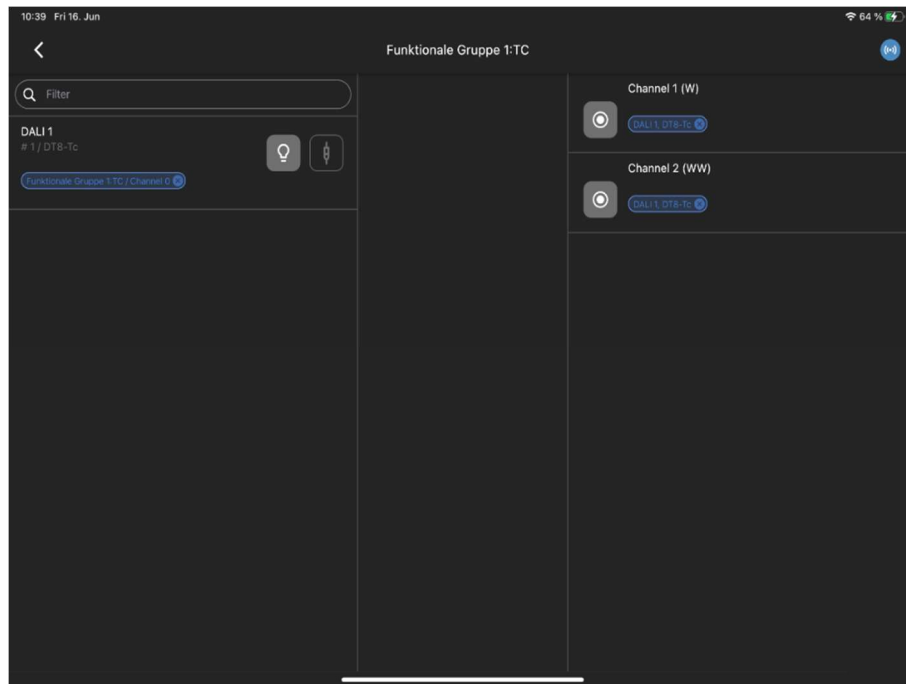 10:39 Fri 16. Jun
64 %
Funktionale Gruppe 1:TC
Filter
DALI 1
# 1 / DT8-Tc
Funktionale Gruppe 1:TC / Channel 0
Channel 1 (W)
DALI 1, DT8-Tc
Channel 2 (WW)
DALI 1, DT8-Tc